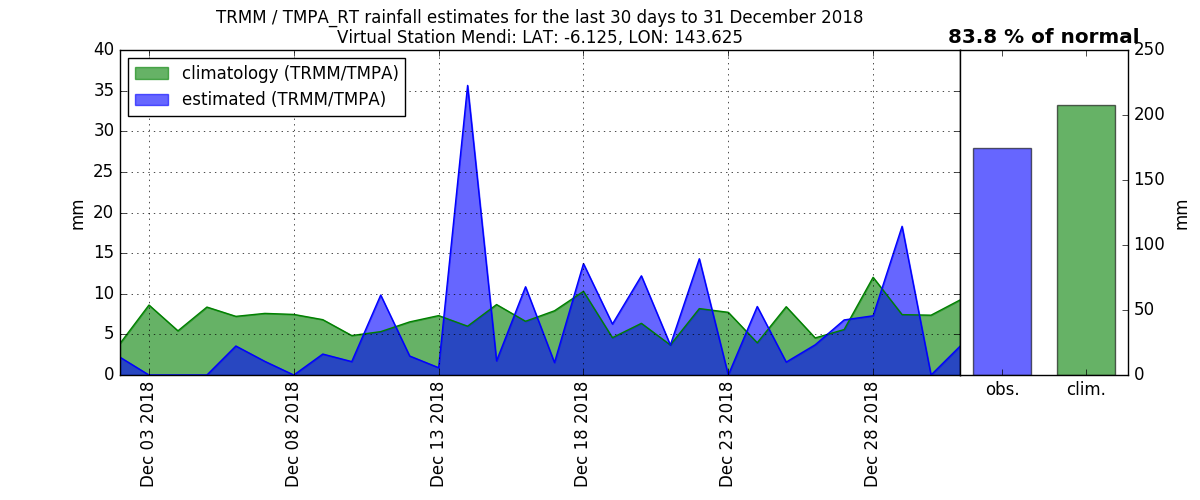 TRMM / TMPA_RT rainfall estimates for the last 30 days to 31 December 2018
Virtual Station Mendi: LAT: -6.125, LON: 143.625
83.8 % of normal
climatology (TRMM/TMPA)
estimated (TRMM/TMPA)
40
35
30
25
20
15
10
5
0
mm
Dec 03 2018
Dec 08 2018
Dec 13 2018
Dec 18 2018
Dec 23 2018
Dec 28 2018
250
200
150
100
50
0
mm
obs.
clim.